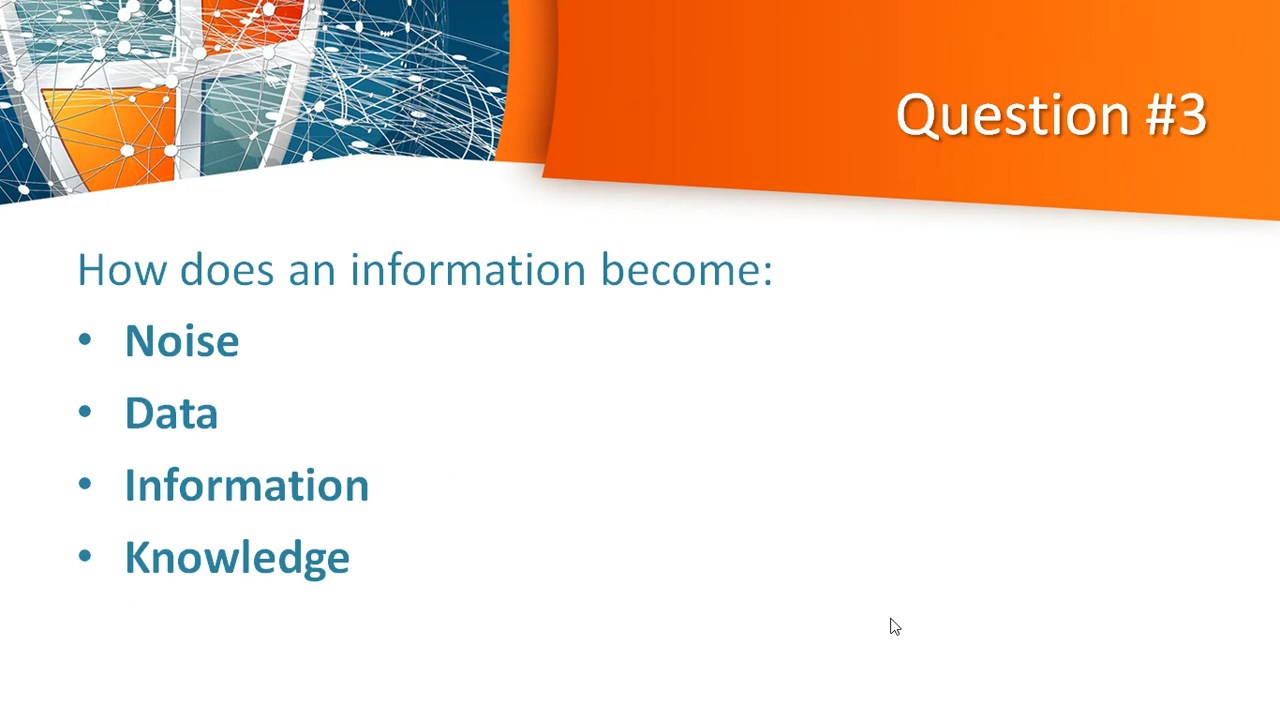 Question #3
How does an information become:
• Noise
• Data
• Information
• Knowledge